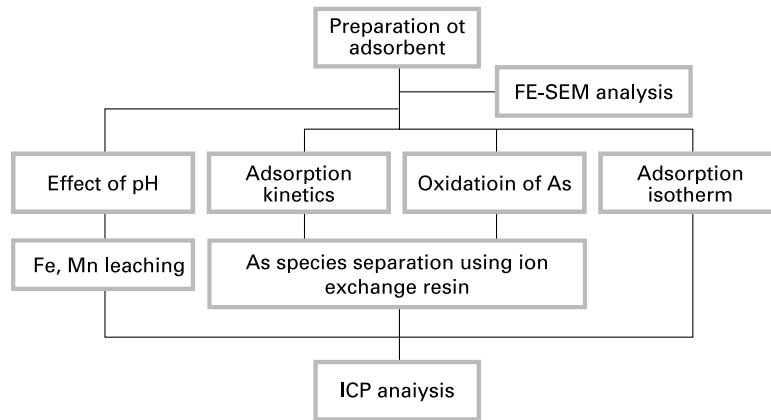 Preparation ot
adsorbent
FE-SEM analysis
Effect of pH
Adsorption
kinetics
Oxidatioin of As
Adsorption
isotherm
Fe, Mn leaching
As species separation using ion
exchange resin
ICP anaiysis